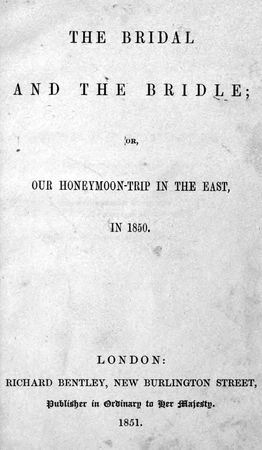 THE BRIDAL
AND THE BRIDLE;
OR,
OUR HONEYMOON-TRIP IN THE EAST,
IN 1850.
LONDON:
RICHARD BENTLEY, NEW BURLINGTON STREET,
Publisher in Ordinary to Her Majesty.
1851.